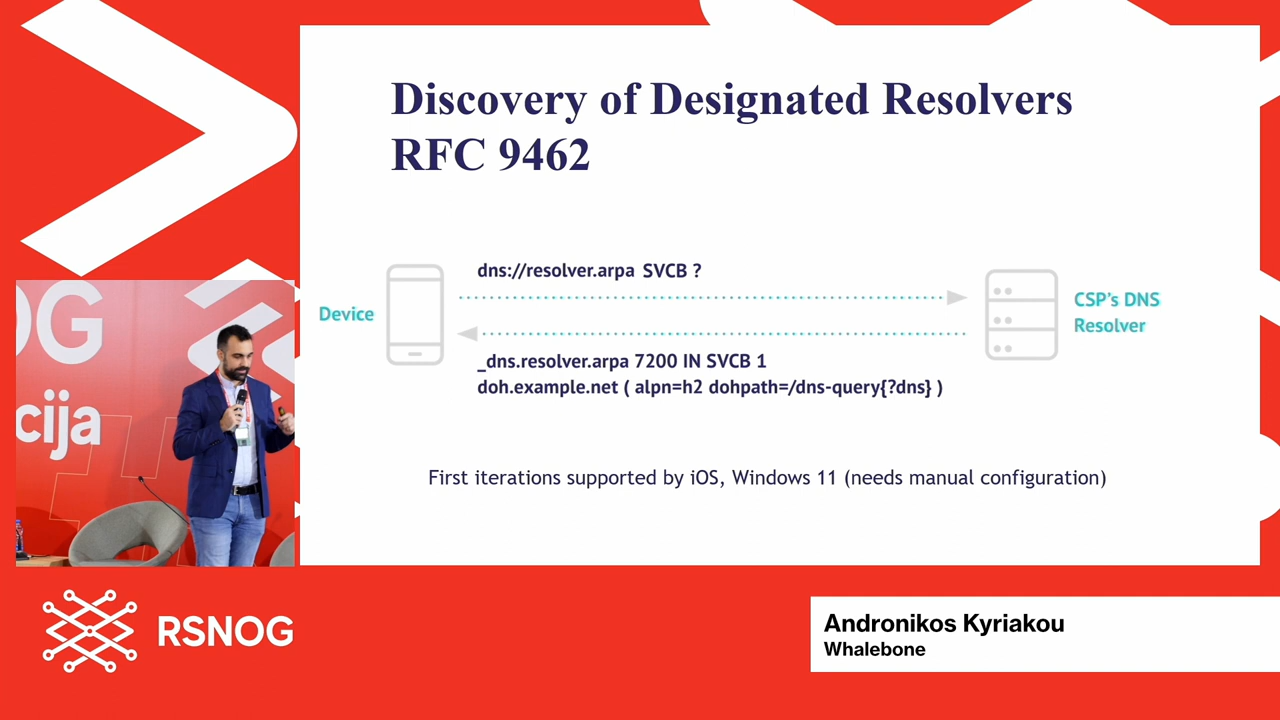 Discovery of Designated Resolvers
RFC 9462
dns://resolver.arpa SVCB ?
Device
CSP's DNS
Resolver
_dns.resolver.arpa 7200 IN SVCB 1
doh.example.net ( alpn=h2 dohpath=/dns-query{?dns} )
First iterations supported by iOS, Windows 11 (needs manual configuration)
OG
cija
RSNOG
Andronikos Kyriakou
Whalebone